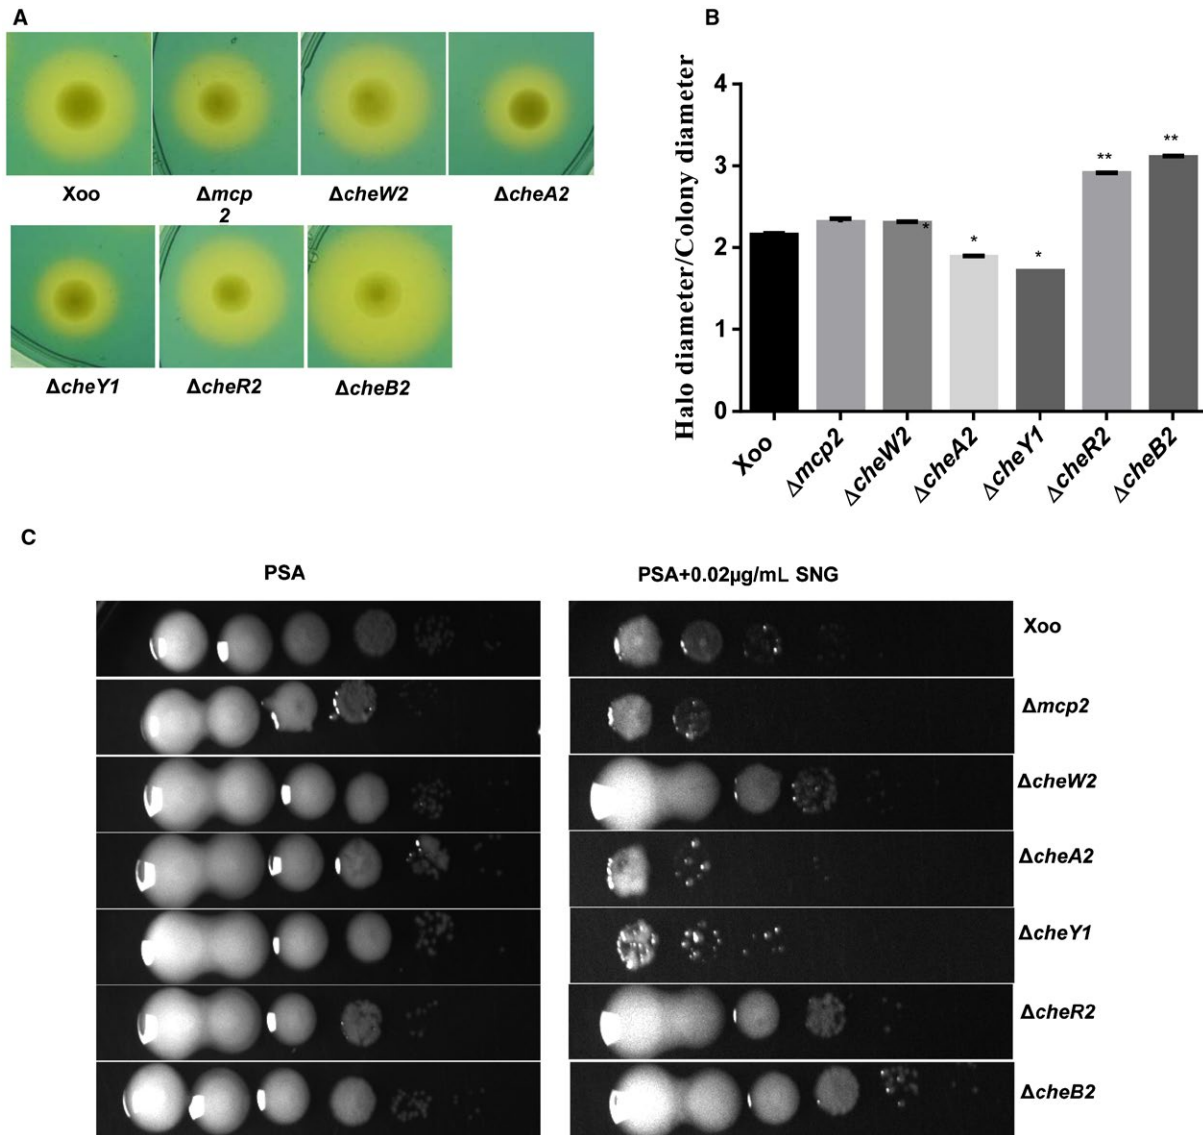 A
Xoo
Δmcp
2
ΔcheW2
ΔcheA2
ΔcheY1
ΔcheR2
ΔcheB2
B
Halo diameter/Colony diameter
4
3
2
1
0
*
*
*
**
**
Xoo
Δmcp2
ΔcheW2
ΔcheA2
ΔcheY1
ΔcheR2
ΔcheB2
C
PSA
PSA+0.02μg/mL SNG
Xoo
Δmcp2
ΔcheW2
ΔcheA2
ΔcheY1
ΔcheR2
ΔcheB2